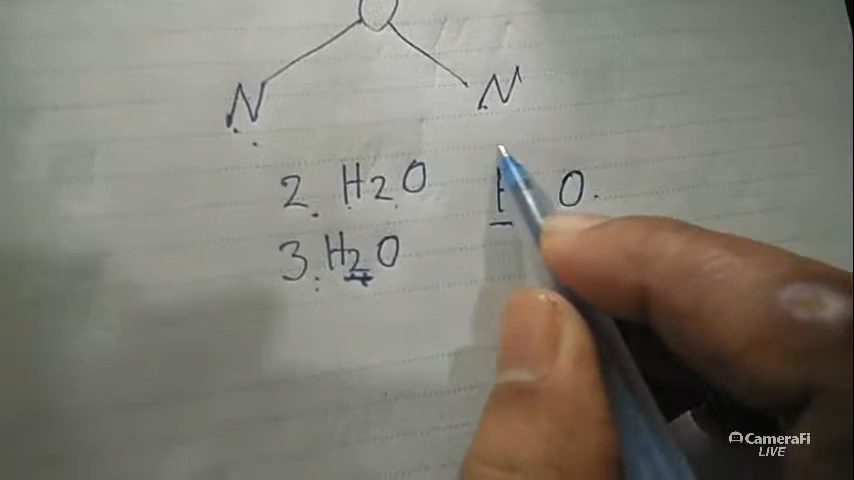 O
N N
2. H2O H O.
3. H2O
CameraFi
LIVE